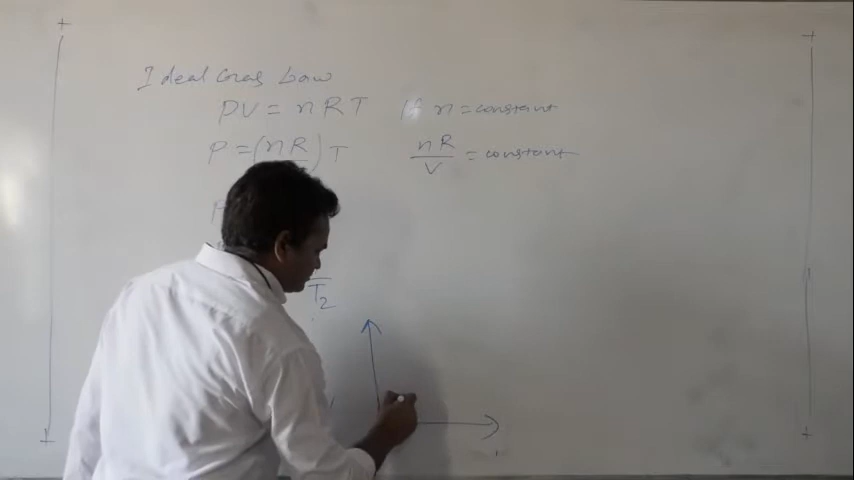 Ideal Gas Law
PV = nRT If n = constant
P = (nR ) T nR/V = constant
P
T2